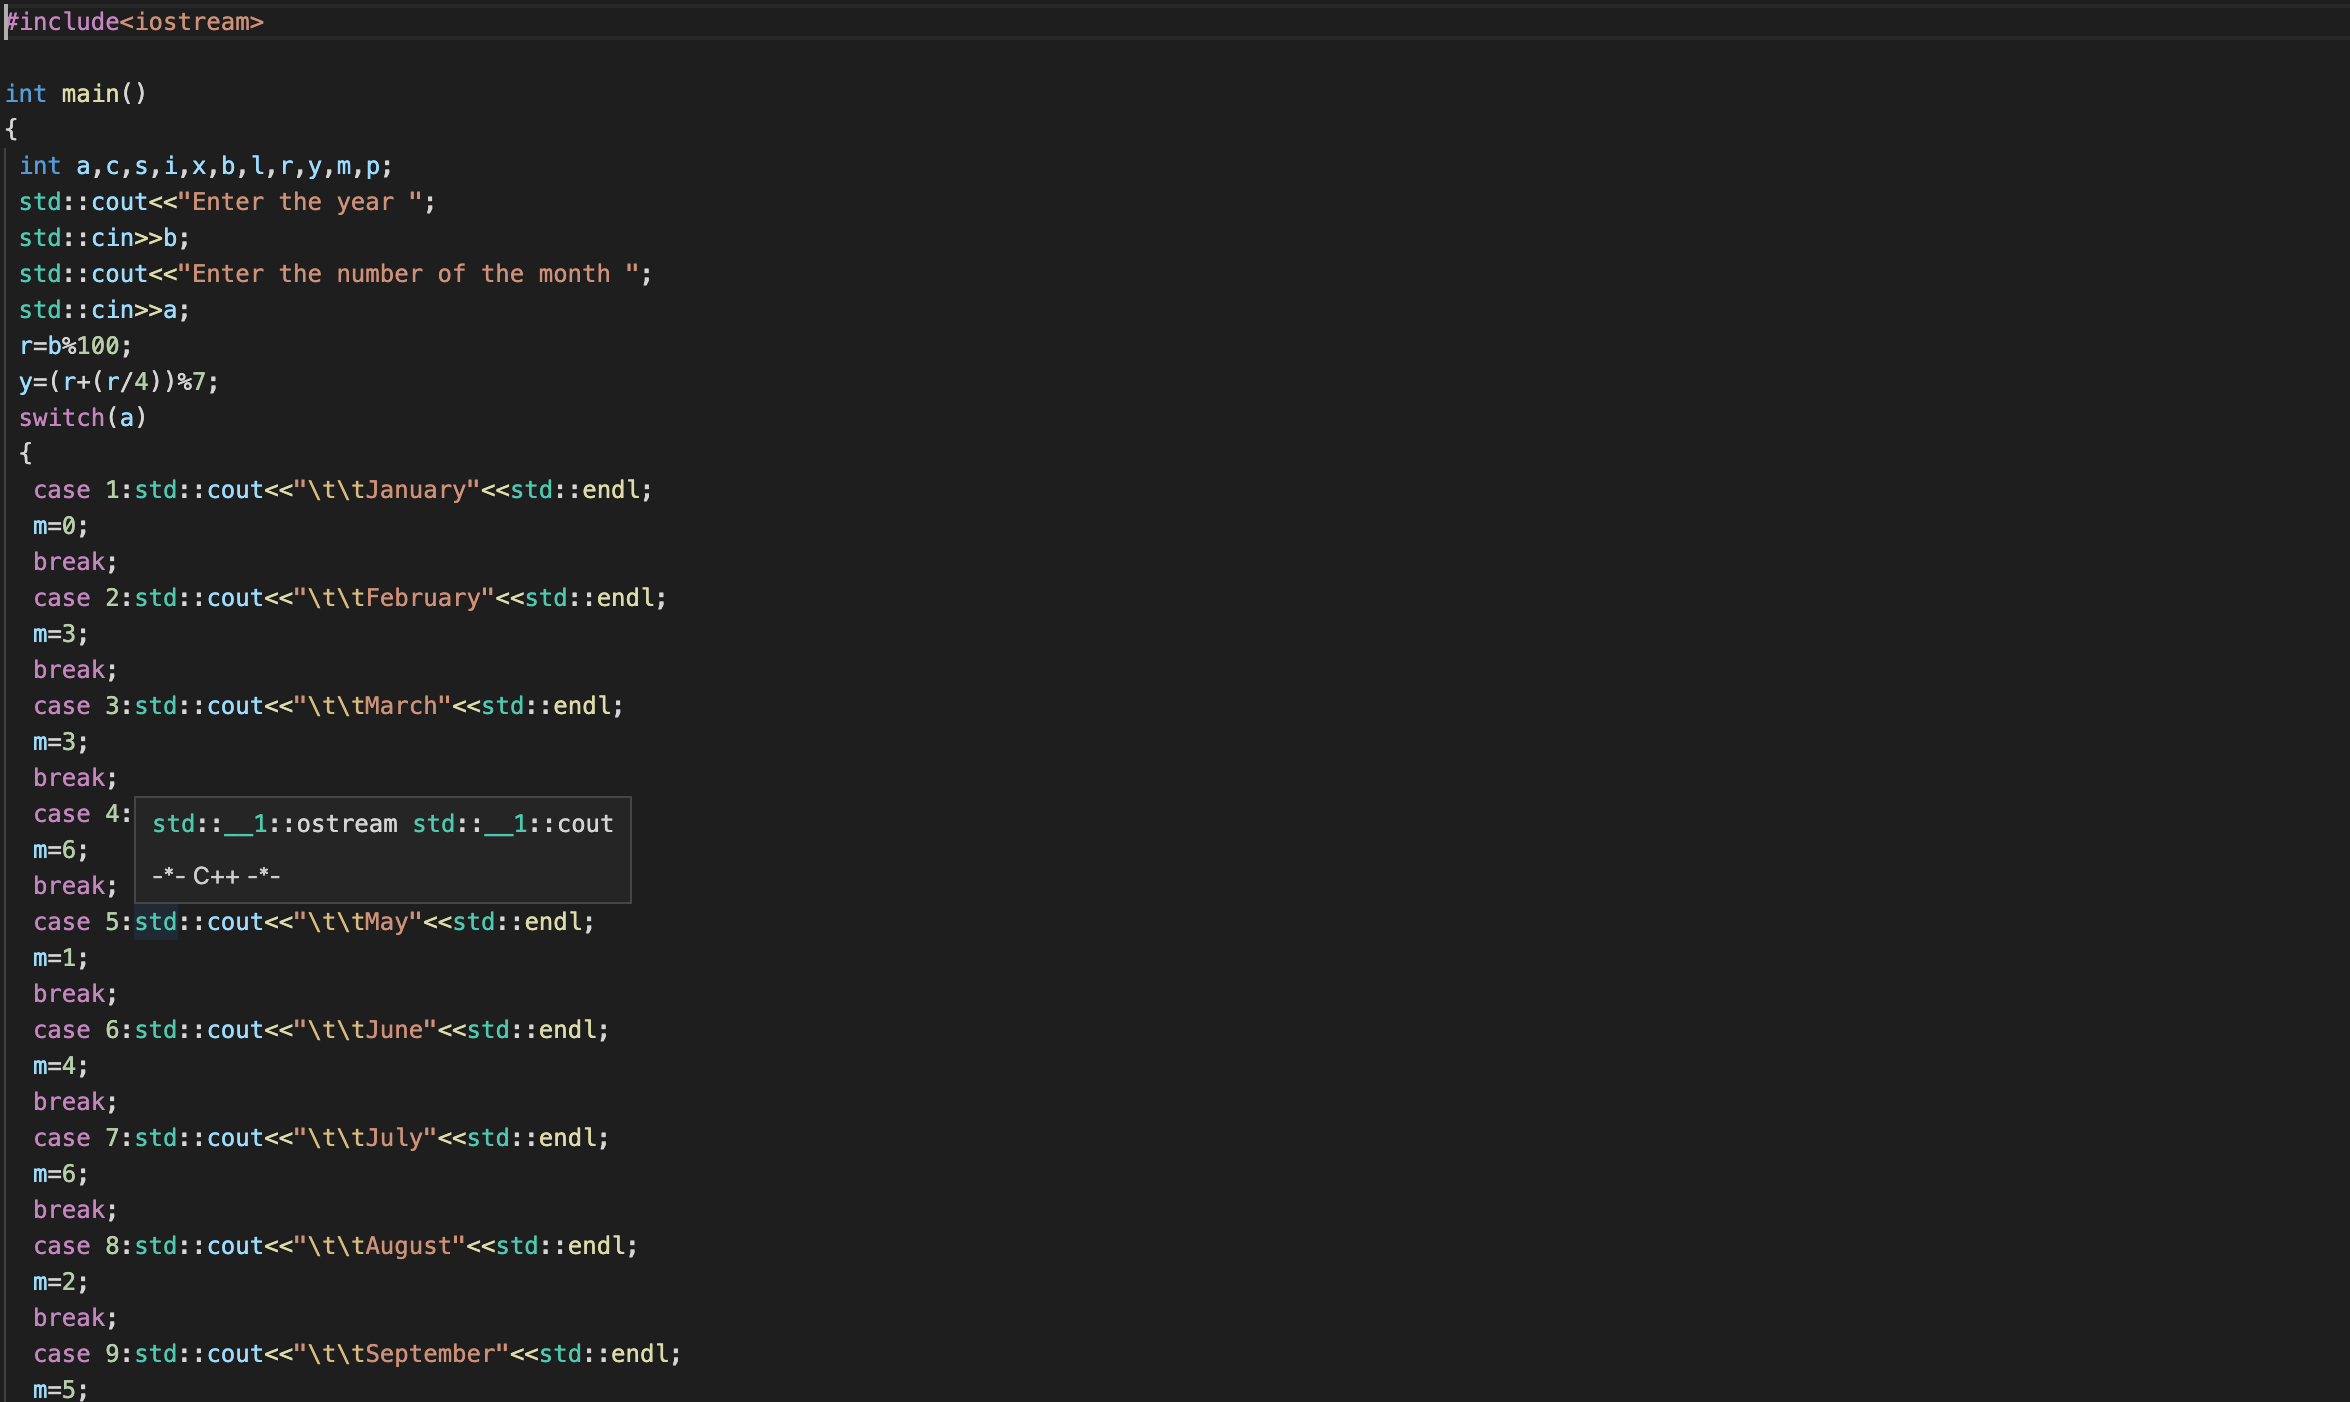 #include<iostream>
int main()
{
int a,c,s,i,x,b,l,r,y,m,p;
std::cout<<"Enter the year ";
std::cin>>b;
std::cout<<"Enter the number of the month ";
std::cin>>a;
r=b%100;
y=(r+(r/4))%7;
switch(a)
{
case 1:std::cout<<"\t\tJanuary"<<std::endl;
m=0;
break;
case 2:std::cout<<"\t\tFebruary"<<std::endl;
m=3;
break;
case 3:std::cout<<"\t\tMarch"<<std::endl;
m=3;
break;
case 4:
std::__1::ostream std::__1::cout
m=6;
-*- C++ -*-
break;
case 5:std::cout<<"\t\tMay"<<std::endl;
m=1;
break;
case 6:std::cout<<"\t\tJune"<<std::endl;
m=4;
break;
case 7:std::cout<<"\t\tJuly"<<std::endl;
m=6;
break;
case 8:std::cout<<"\t\tAugust"<<std::endl;
m=2;
break;
case 9:std::cout<<"\t\tSeptember"<<std::endl;
m=5;